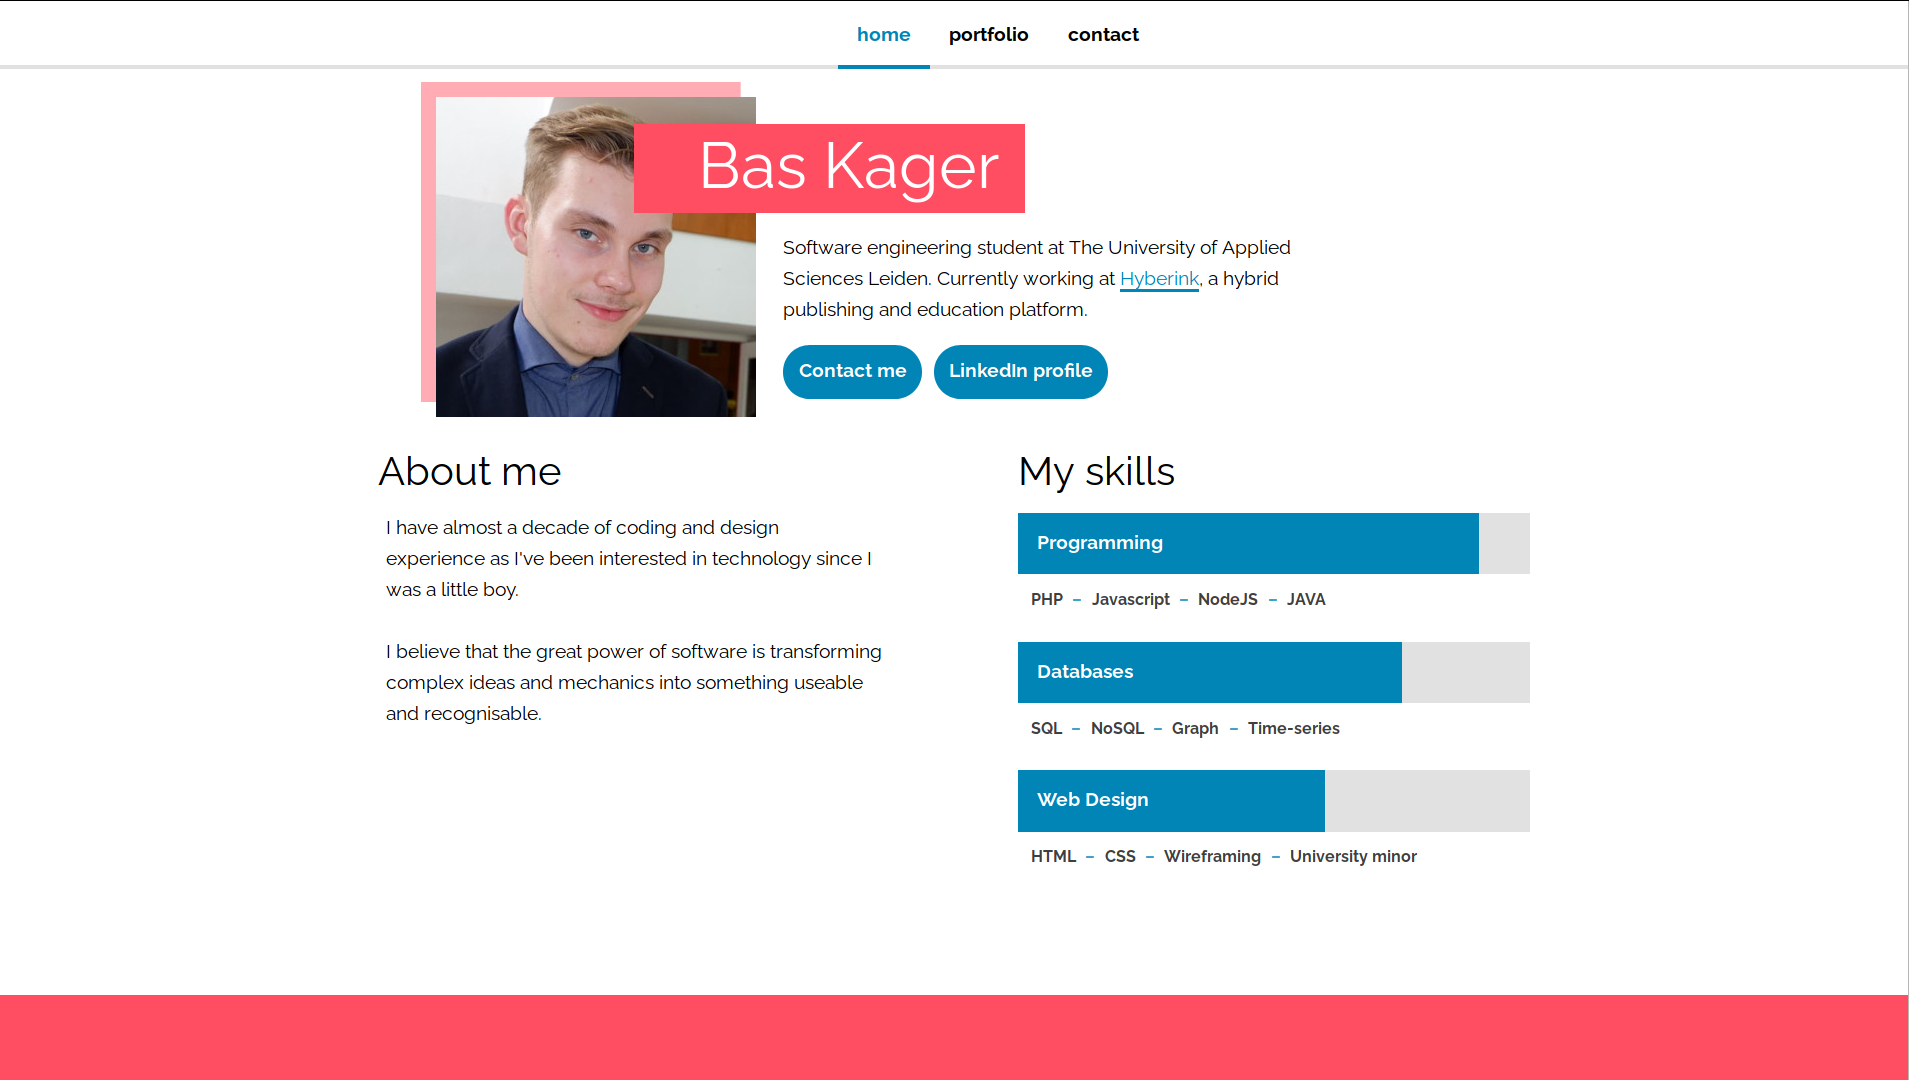 home portfolio contact
Bas Kager
Software engineering student at The University of Applied
Sciences Leiden. Currently working at Hyberink, a hybrid
publishing and education platform.
Contact me LinkedIn profile
About me
I have almost a decade of coding and design
experience as I've been interested in technology since I
was a little boy.
I believe that the great power of software is transforming
complex ideas and mechanics into something useable
and recognisable.
My skills
Programming
PHP – Javascript – NodeJS – JAVA
Databases
SQL – NoSQL – Graph – Time-series
Web Design
HTML – CSS – Wireframing – University minor